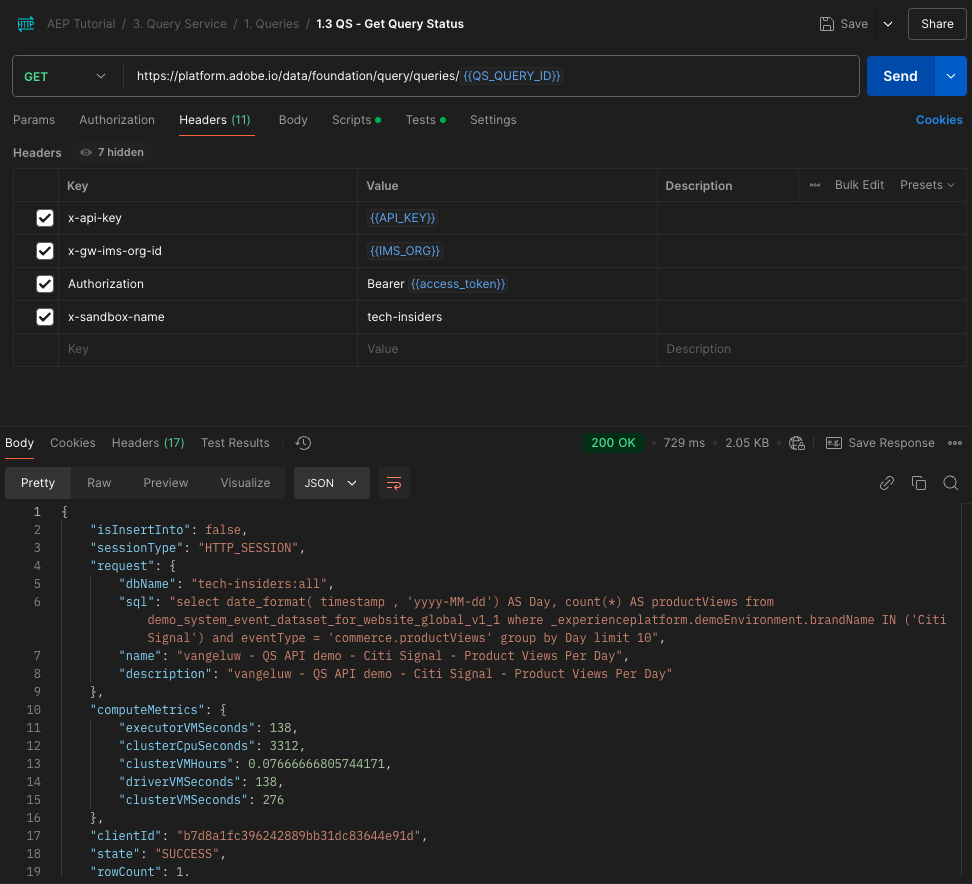 HTTP AEP Tutorial / 3. Query Service / 1. Queries / 1.3 QS - Get Query Status Save Share
GET https://platform.adobe.io/data/foundation/query/queries/ {{QS_QUERY_ID}} Send
Params Authorization Headers (11) Body Scripts Tests Settings Cookies
Headers 7 hidden
Key Value Description Bulk Edit Presets
x-api-key {{API_KEY}}
x-gw-ims-org-id {{IMS_ORG}}
Authorization Bearer {{access_token}}
x-sandbox-name tech-insiders
Key Value Description
Body Cookies Headers (17) Test Results 200 OK 729 ms 2.05 KB e.g. Save Response
Pretty Raw Preview Visualize JSON
1 {
2 "isInsertInto": false,
3 "sessionType": "HTTP_SESSION",
4 "request": {
5 "dbName": "tech-insiders:all",
6 "sql": "select date_format( timestamp , 'yyyy-MM-dd') AS Day, count(*) AS productViews from
demo_system_event_dataset_for_website_global_v1_1 where _experienceplatform.demoEnvironment.brandName IN ('Citi
Signal') and eventType = 'commerce.productViews' group by Day limit 10",
7 "name": "vangeluw - QS API demo - Citi Signal - Product Views Per Day",
8 "description": "vangeluw - QS API demo - Citi Signal - Product Views Per Day"
9 },
10 "computeMetrics": {
11 "executorVMSeconds": 138,
12 "clusterCpuSeconds": 3312,
13 "clusterVMHours": 0.07666666805744171,
14 "driverVMSeconds": 138,
15 "clusterVMSeconds": 276
16 },
17 "clientId": "b7d8a1fc396242889bb31dc83644e91d",
18 "state": "SUCCESS",
19 "rowCount": 1,